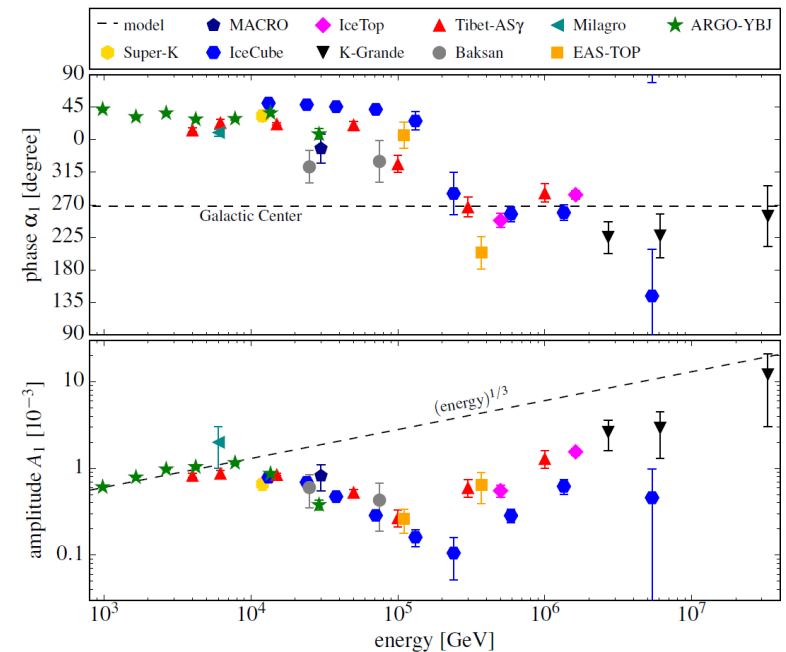 model MACRO IceTop Tibet-ASγ Milagro ARGO-YBJ
Super-K IceCube K-Grande Baksan EAS-TOP
90
45
0
315
270
225
180
135
90
phase α₁ [degree]
Galactic Center
10
1
0.1
amplitude A₁ [10⁻³]
(energy)¹/³
10³ 10⁴ 10⁵ 10⁶ 10⁷
energy [GeV]